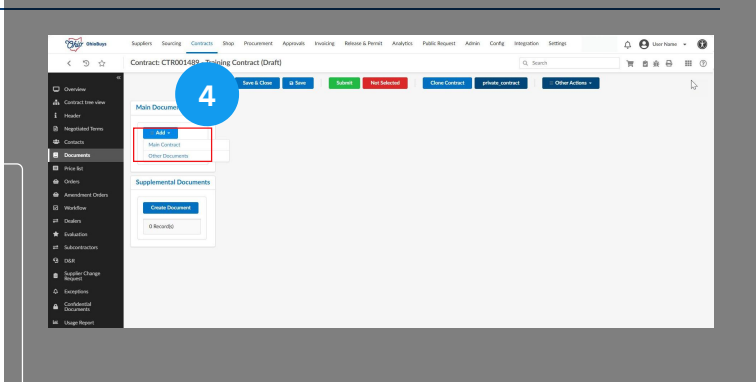 Ohio OhioBuys
Suppliers Sourcing Contracts Shop Procurement Approvals Invoicing Release & Permit Analytics Public Request Admin Config Integration Settings
User Name
Contract: CTR001489 - Training Contract (Draft)
Search
4
Save & Close Save Submit Not Selected Clone Contract private_contract Other Actions
Overview
Contract tree view
Header
Negotiated Terms
Contacts
Documents
Price list
Orders
Amendment Orders
Workflow
Dealers
Evaluation
Subcontractors
D&R
Supplier Change
Request
Exceptions
Confidential
Documents
Usage Report
Main Docume
Add
Main Contract
Other Documents
Supplemental Documents
Create Document
0 Record(s)